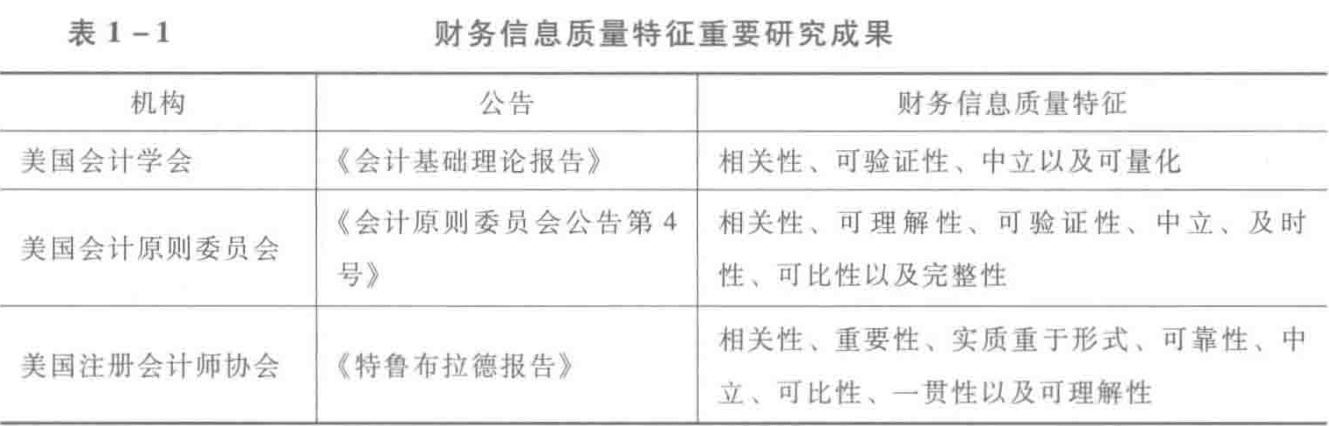 表 1-1 财务信息质量特征重要研究成果
机构 公告 财务信息质量特征
美国会计学会 《会计基础理论报告》 相关性、可验证性、中立以及可量化
美国会计原则委员会 《会计原则委员会公告第 4
号》
相关性、可理解性、可验证性、中立、及时
性、可比性以及完整性
美国注册会计师协会 《特鲁布拉德报告》
相关性、重要性、实质重于形式、可靠性、中
立、可比性、一贯性以及可理解性